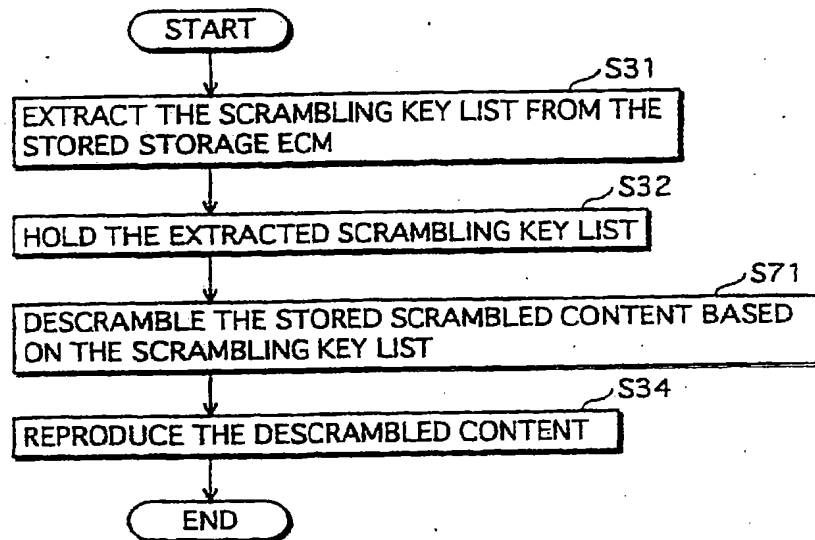 START
S31
EXTRACT THE SCRAMBLING KEY LIST FROM THE
STORED STORAGE ECM
S32
HOLD THE EXTRACTED SCRAMBLING KEY LIST
S71
DESCRAMBLE THE STORED SCRAMBLED CONTENT BASED
ON THE SCRAMBLING KEY LIST
S34
REPRODUCE THE DESCRAMBLED CONTENT
END